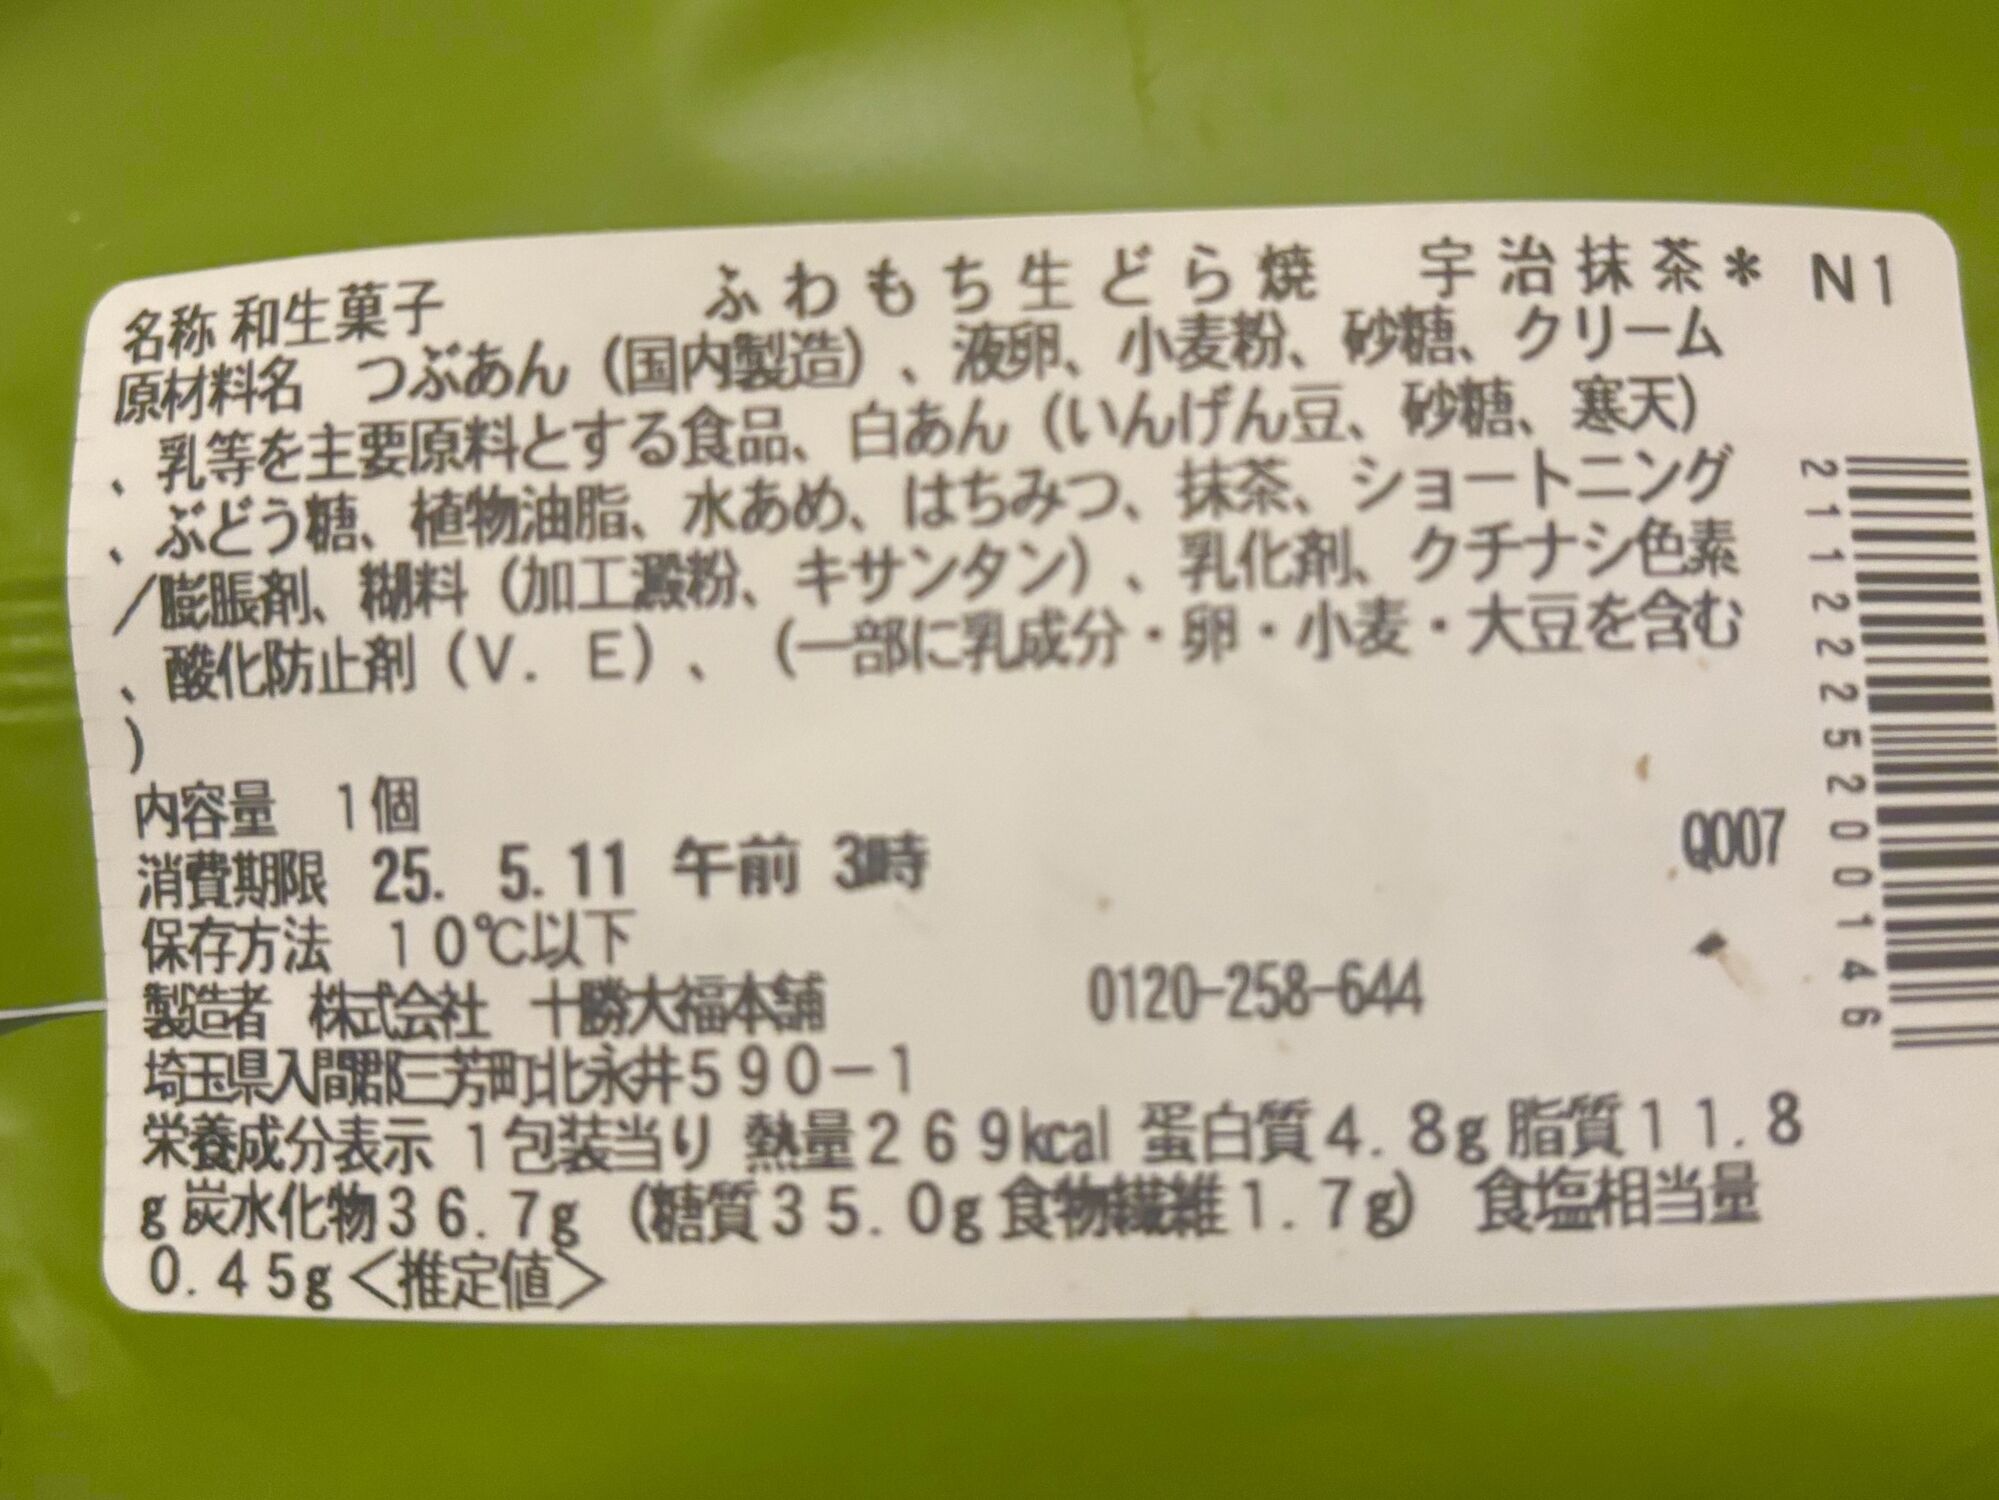 名称 和生菓子 ふわもち生どら焼 宇治抹茶* N1
原材料名 つぶあん（国内製造）、液卵、小麦粉、砂糖、クリーム
、乳等を主要原料とする食品、白あん（いんげん豆、砂糖、寒天）
、ぶどう糖、植物油脂、水あめ、はちみつ、抹茶、ショートニング
／膨脹剤、糊料（加工澱粉、キサンタン）、乳化剤、クチナシ色素
、酸化防止剤（V．E）、（一部に乳成分・卵・小麦・大豆を含む
）
内容量 1個
消費期限 25. 5.11 午前 3時
Q007
保存方法 10℃以下
製造者 株式会社 十勝大福本舗 0120-258-644
埼玉県入間郡三芳町北永井590－1
栄養成分表示 1包装当り 熱量269kcal 蛋白質4.8g 脂質11.8
g 炭水化物36.7g（糖質35.0g 食物繊維1.7g） 食塩相当量
0.45g＜推定値＞
2112225200146